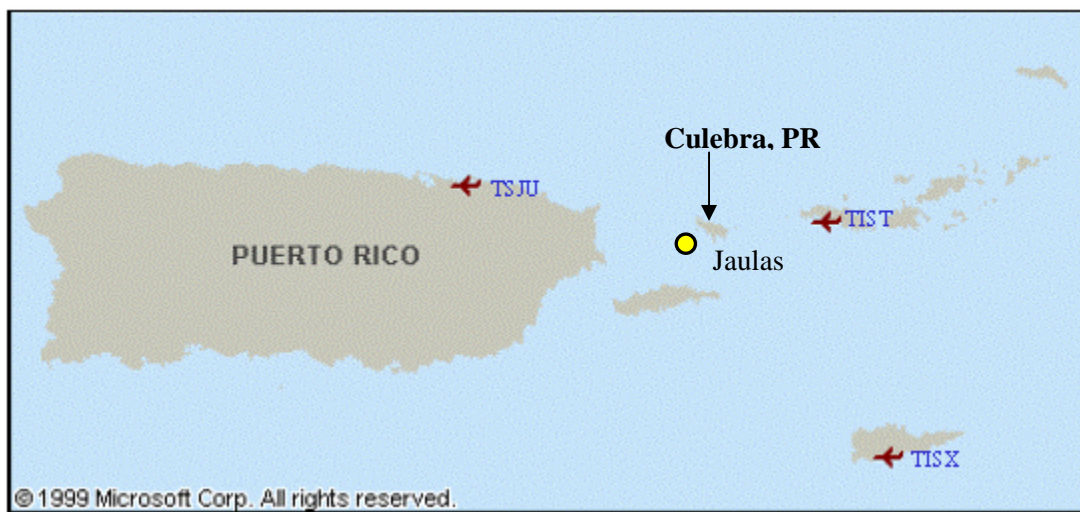 Culebra, PR
TSJU
TIST
PUERTO RICO
Jaulas
TISX
© 1999 Microsoft Corp. All rights reserved.